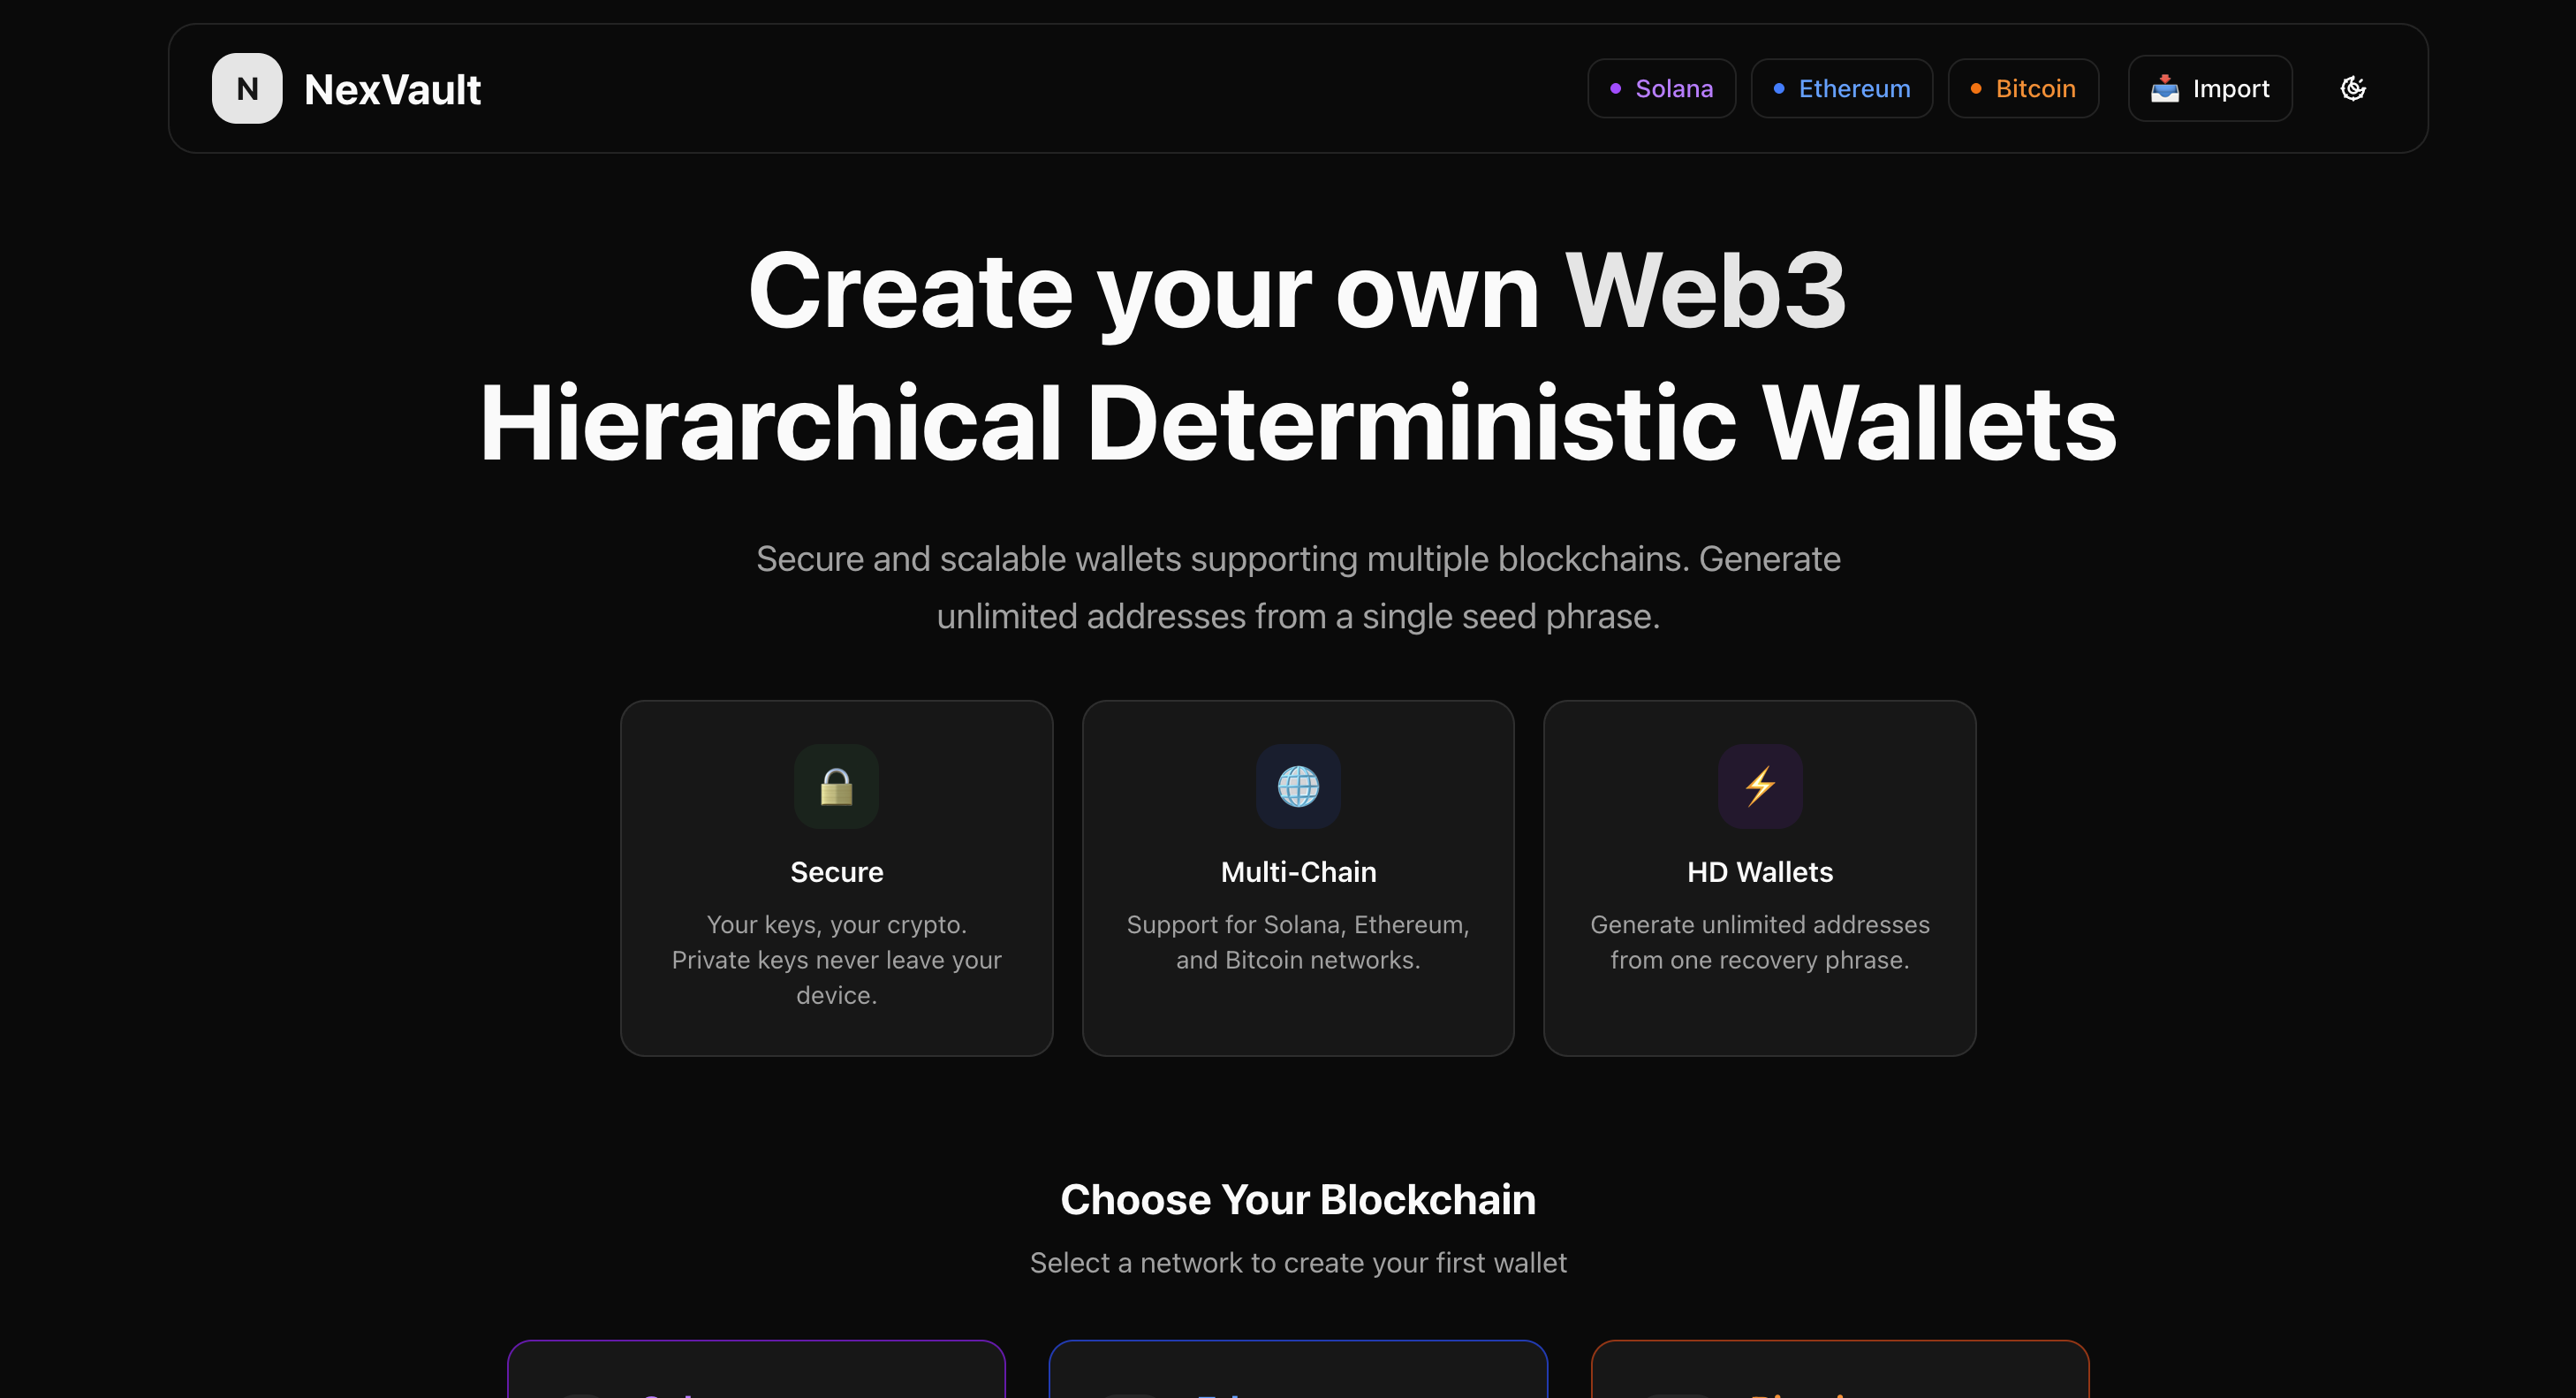 N NexVault Solana Ethereum Bitcoin Import
Create your own Web3
Hierarchical Deterministic Wallets
Secure and scalable wallets supporting multiple blockchains. Generate
unlimited addresses from a single seed phrase.
Secure
Your keys, your crypto.
Private keys never leave your
device.
Multi-Chain
Support for Solana, Ethereum,
and Bitcoin networks.
HD Wallets
Generate unlimited addresses
from one recovery phrase.
Choose Your Blockchain
Select a network to create your first wallet